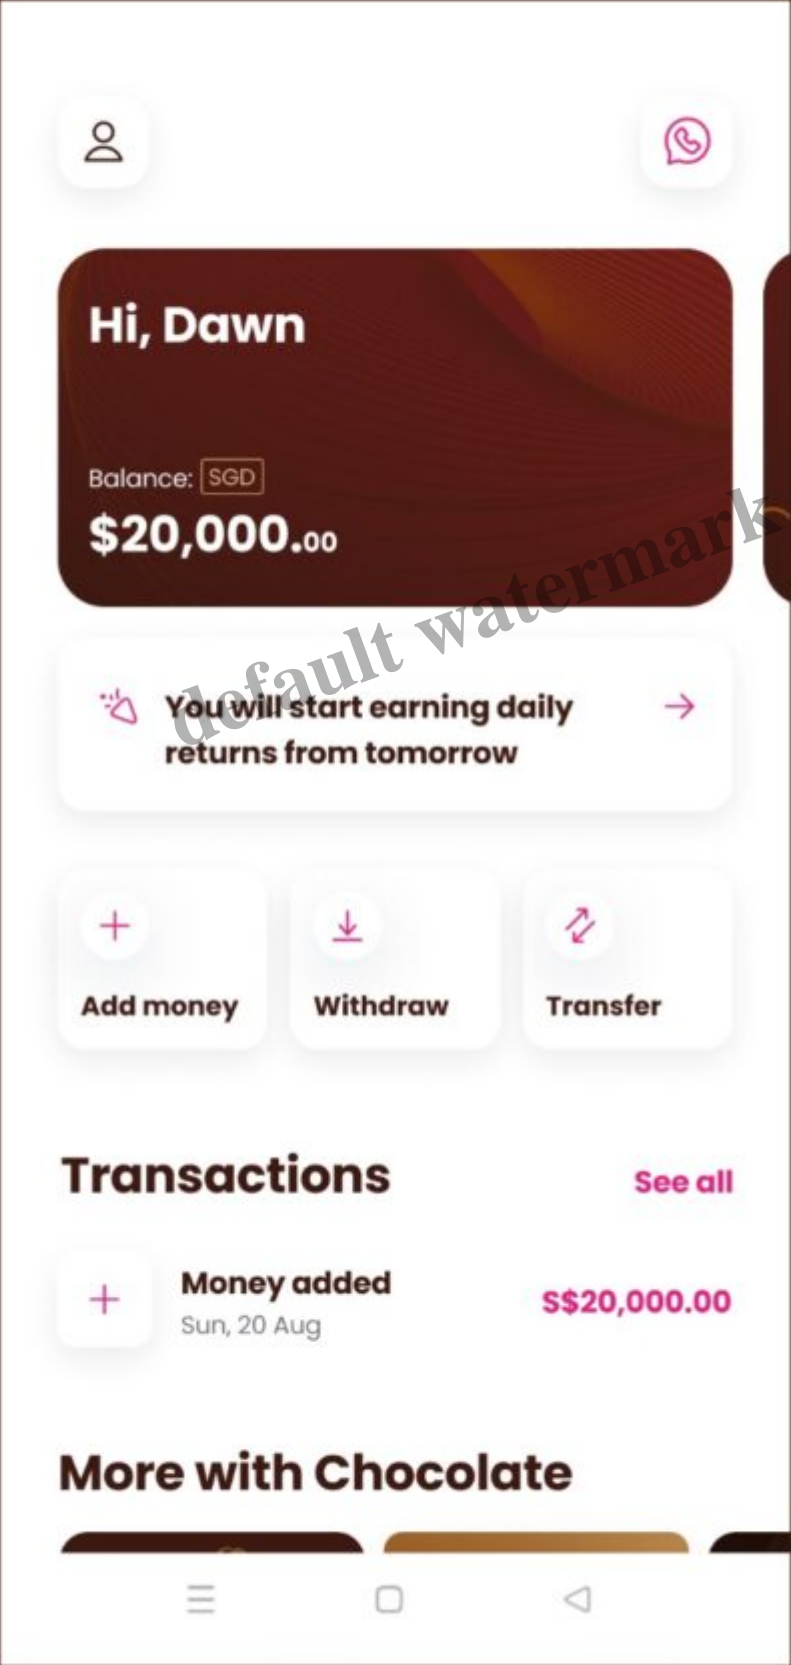 Hi, Dawn
Balance: SGD
$20,000.00
default watermark
You will start earning daily
returns from tomorrow
Add money
Withdraw
Transfer
Transactions
See all
Money added
Sun, 20 Aug
S$20,000.00
More with Chocolate